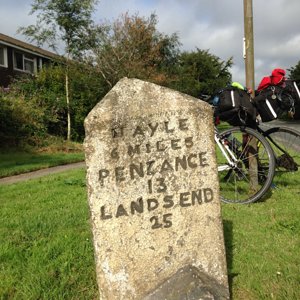 HAYLE
6 MILES
PENZANCE
13
LANDS END
25